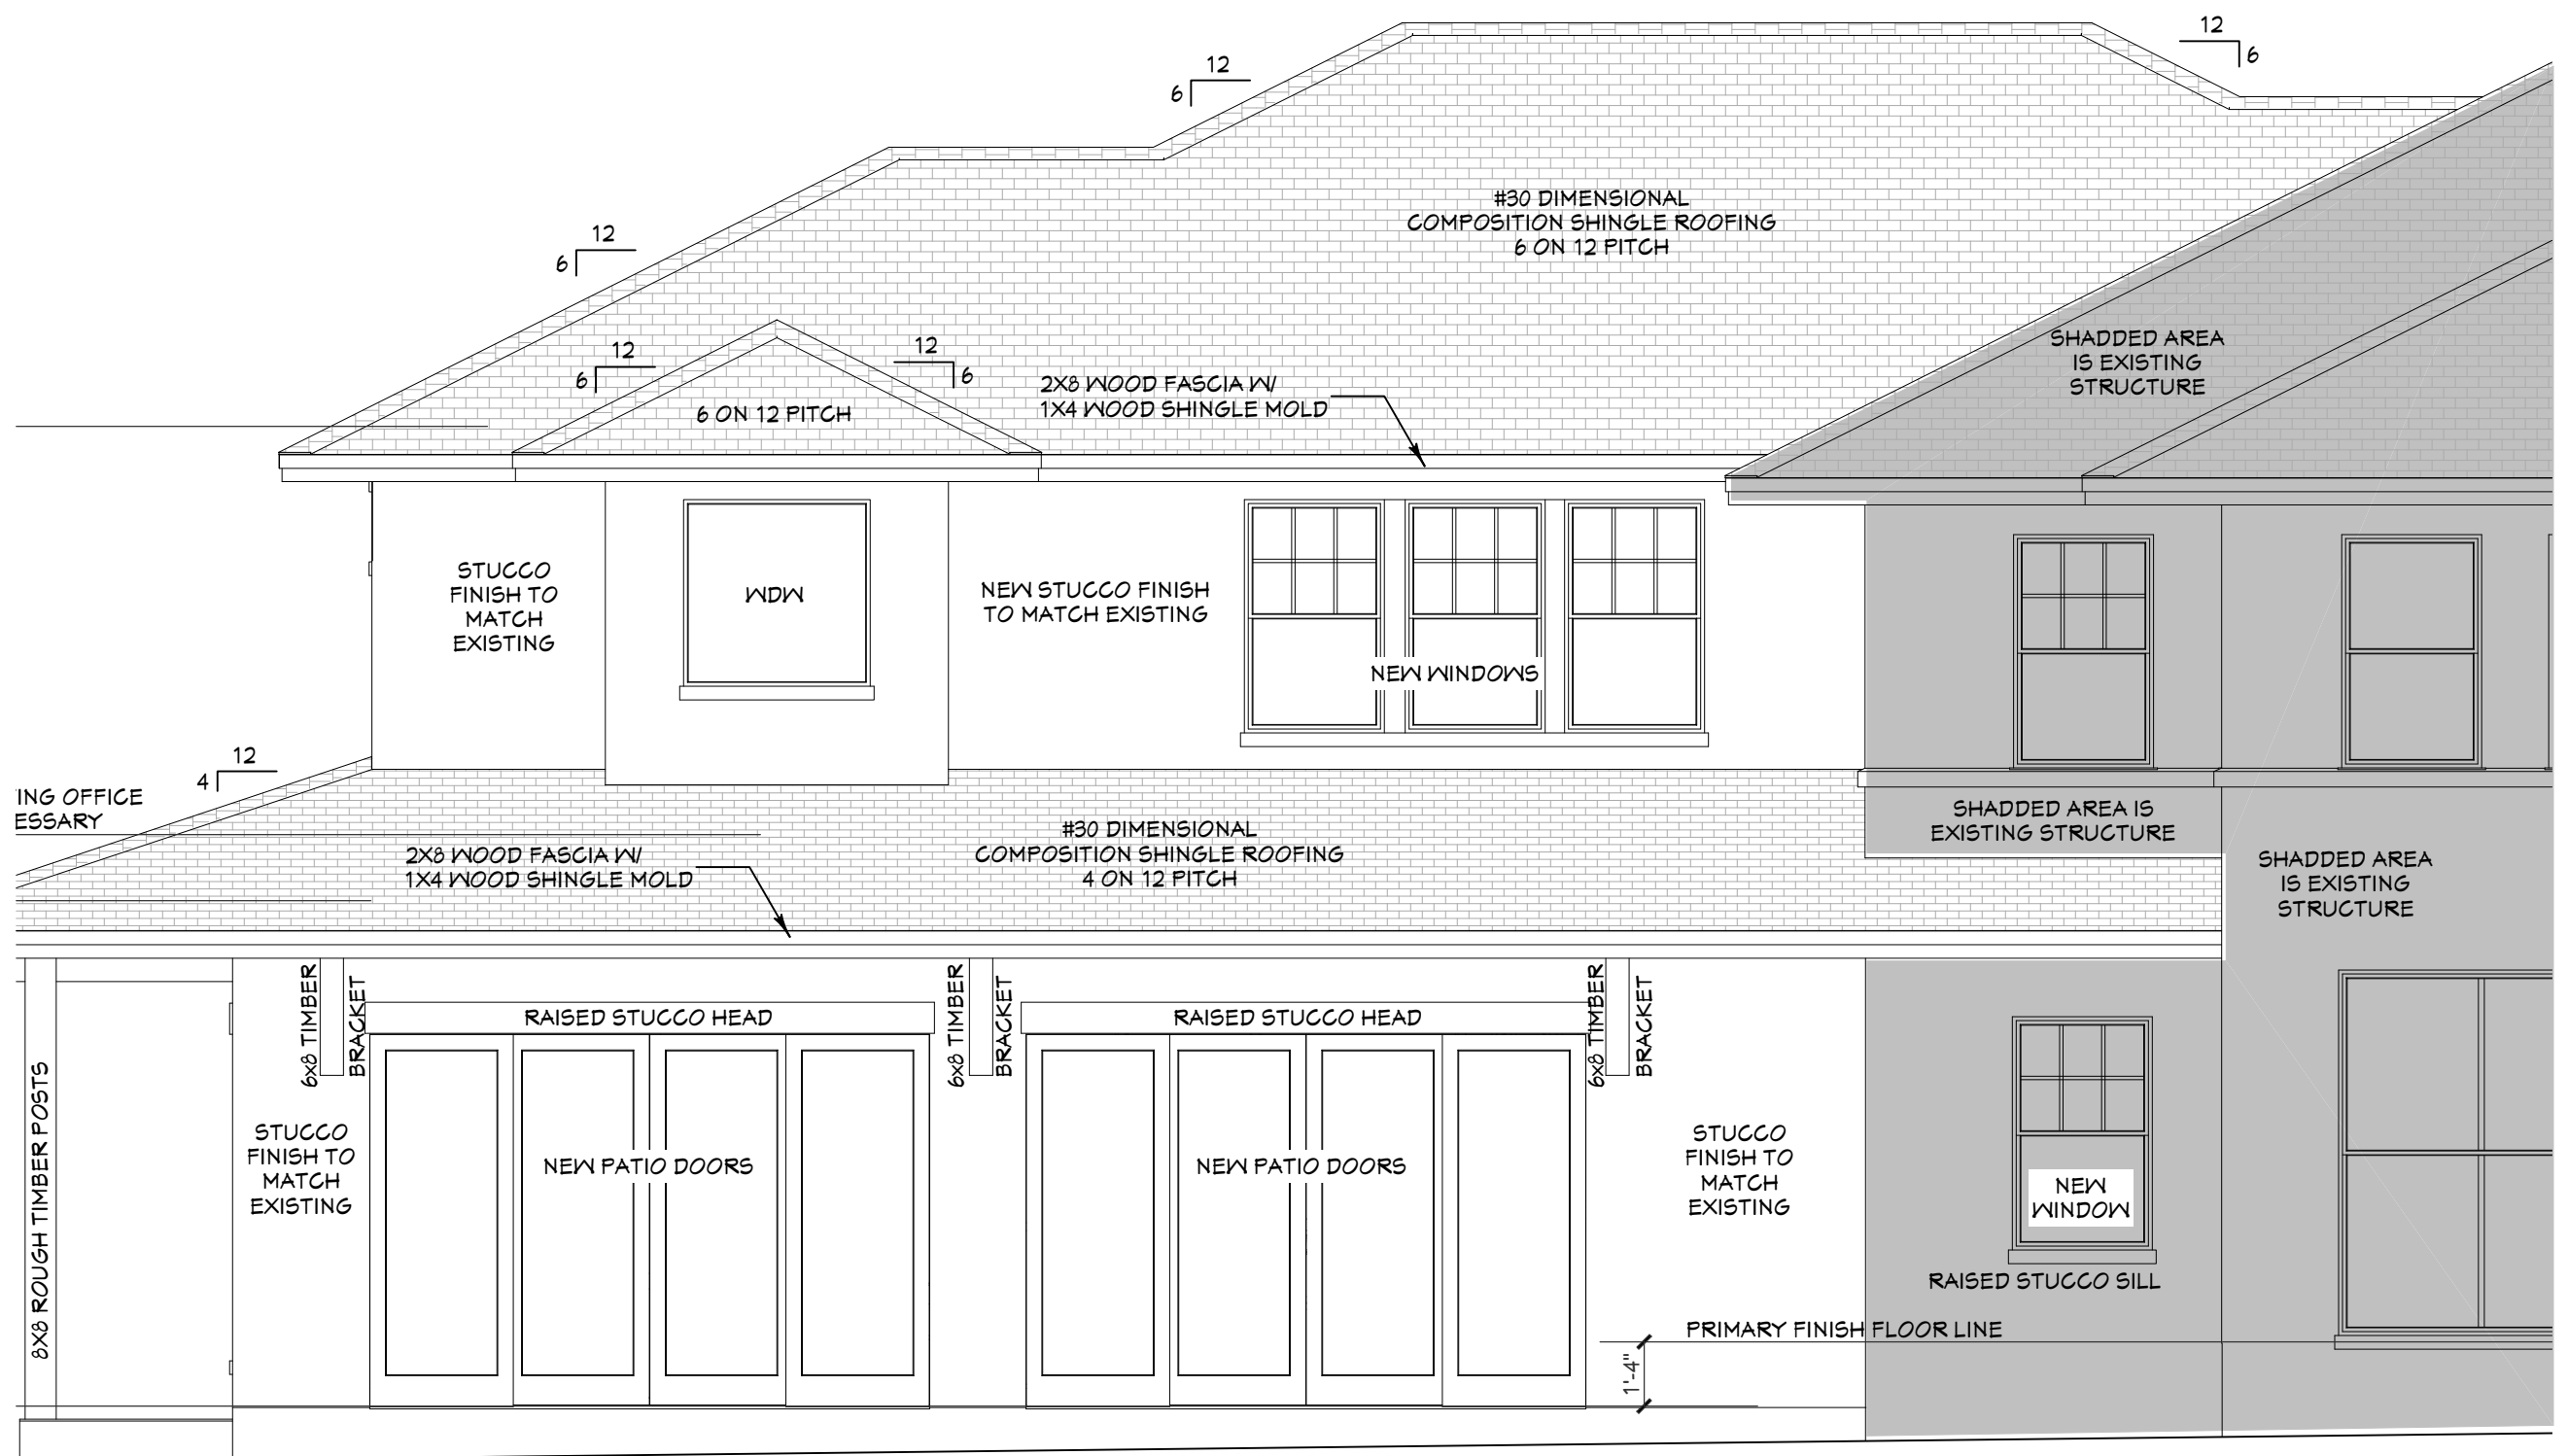 12
6
12
6
12
6
#30 DIMENSIONAL
COMPOSITION SHINGLE ROOFING
6 ON 12 PITCH
12
6
12
6
6 ON 12 PITCH
2X8 WOOD FASCIA W/
1X4 WOOD SHINGLE MOLD
SHADDED AREA
IS EXISTING
STRUCTURE
STUCCO
FINISH TO
MATCH
EXISTING
WDW
NEW STUCCO FINISH
TO MATCH EXISTING
NEW WINDOWS
12
4
ING OFFICE
ESSARY
2X8 WOOD FASCIA W/
1X4 WOOD SHINGLE MOLD
#30 DIMENSIONAL
COMPOSITION SHINGLE ROOFING
4 ON 12 PITCH
SHADDED AREA IS
EXISTING STRUCTURE
SHADDED AREA
IS EXISTING
STRUCTURE
8X8 ROUGH TIMBER POSTS
6x8 TIMBER
BRACKET
RAISED STUCCO HEAD
6x8 TIMBER
BRACKET
RAISED STUCCO HEAD
6x8 TIMBER
BRACKET
STUCCO
FINISH TO
MATCH
EXISTING
NEW PATIO DOORS
NEW PATIO DOORS
STUCCO
FINISH TO
MATCH
EXISTING
NEW
WINDOW
RAISED STUCCO SILL
PRIMARY FINISH FLOOR LINE
1'-4"